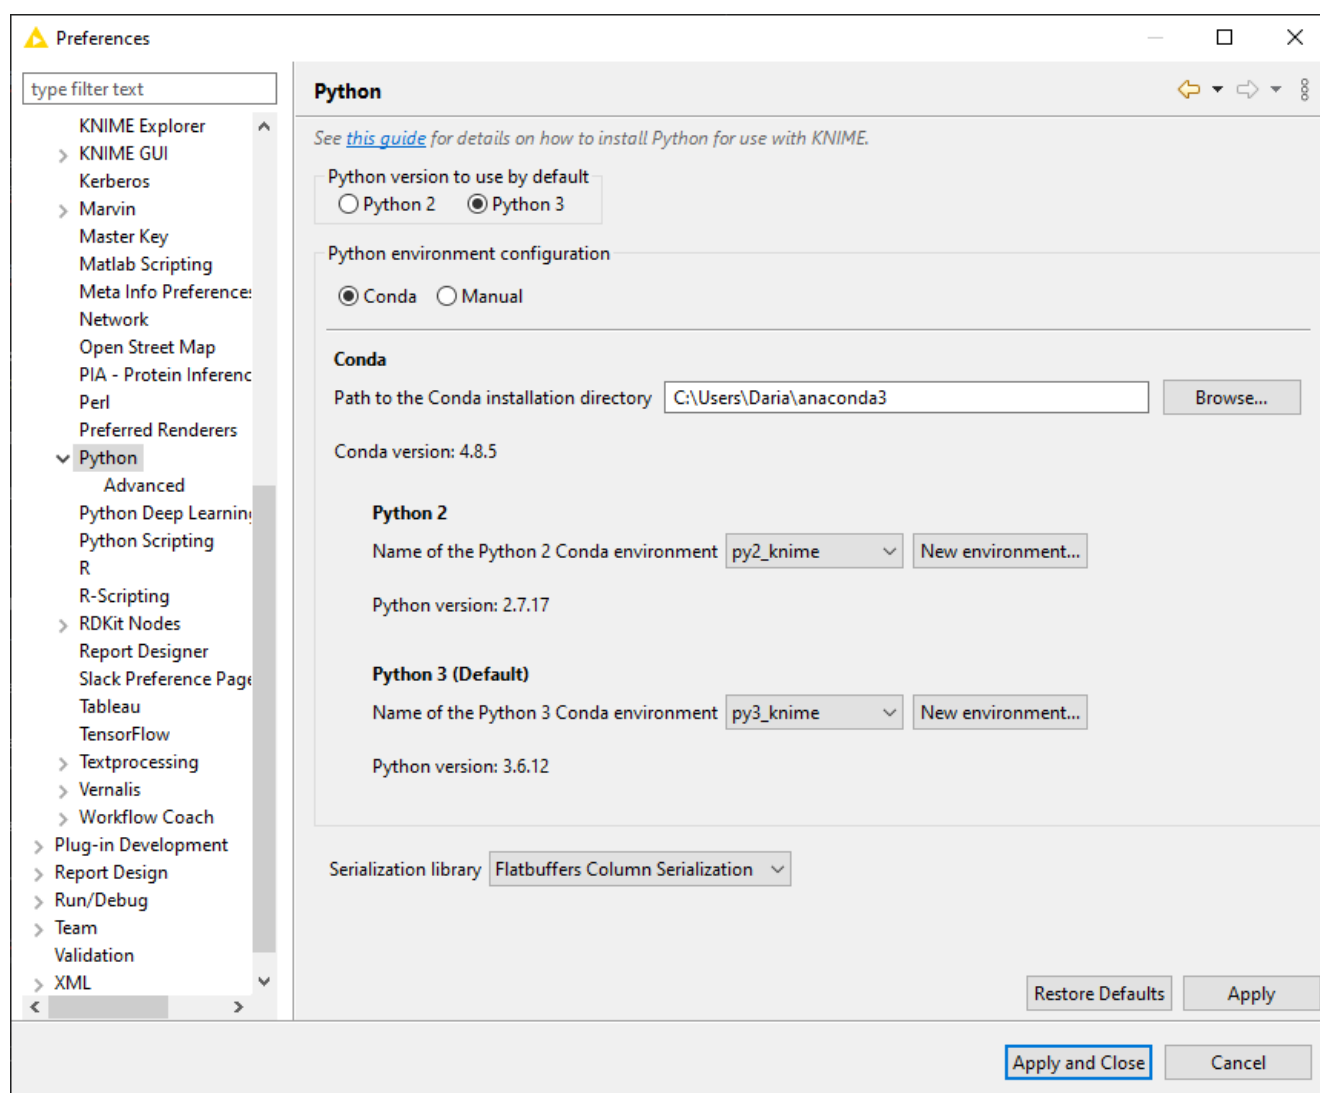 Preferences
type filter text
KNIME Explorer
KNIME GUI
Kerberos
Marvin
Master Key
Matlab Scripting
Meta Info Preferences
Network
Open Street Map
PIA - Protein Inferenc
Perl
Preferred Renderers
Python
Advanced
Python Deep Learning
Python Scripting
R
R-Scripting
RDKit Nodes
Report Designer
Slack Preference Page
Tableau
TensorFlow
Textprocessing
Vernalis
Workflow Coach
Plug-in Development
Report Design
Run/Debug
Team
Validation
XML
Python
See this guide for details on how to install Python for use with KNIME.
Python version to use by default
Python 2 Python 3
Python environment configuration
Conda Manual
Conda
Path to the Conda installation directory C:\Users\Daria\anaconda3 Browse...
Conda version: 4.8.5
Python 2
Name of the Python 2 Conda environment py2_knime New environment...
Python version: 2.7.17
Python 3 (Default)
Name of the Python 3 Conda environment py3_knime New environment...
Python version: 3.6.12
Serialization library Flatbuffers Column Serialization
Restore Defaults Apply
Apply and Close Cancel